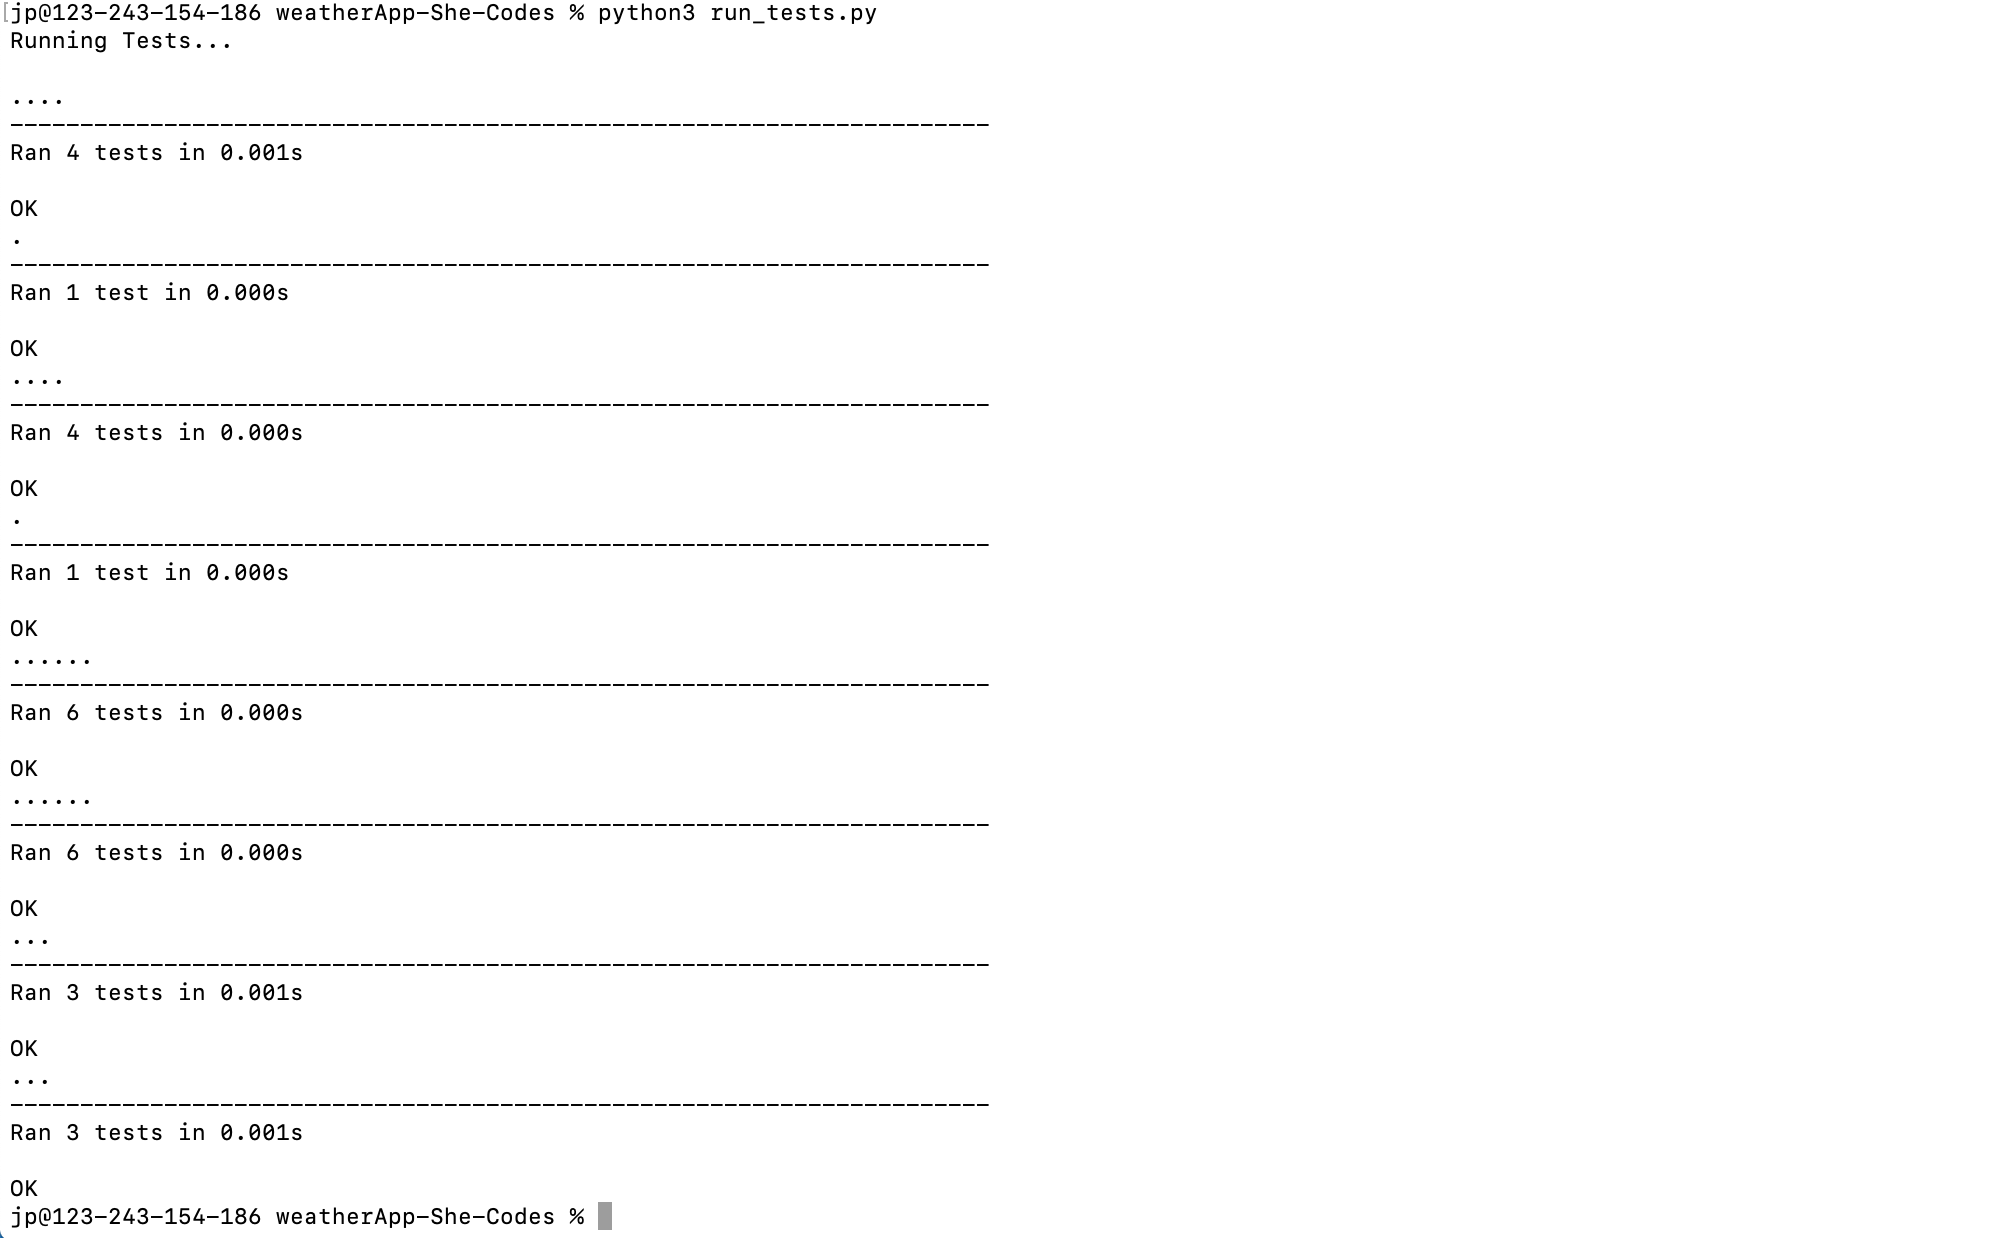 [jp@123-243-154-186 weatherApp-She-Codes % python3 run_tests.py
Running Tests...
....
----------------------------------------------------------------------
Ran 4 tests in 0.001s
OK
.
----------------------------------------------------------------------
Ran 1 test in 0.000s
OK
....
----------------------------------------------------------------------
Ran 4 tests in 0.000s
OK
.
----------------------------------------------------------------------
Ran 1 test in 0.000s
OK
......
----------------------------------------------------------------------
Ran 6 tests in 0.000s
OK
......
----------------------------------------------------------------------
Ran 6 tests in 0.000s
OK
...
----------------------------------------------------------------------
Ran 3 tests in 0.001s
OK
...
----------------------------------------------------------------------
Ran 3 tests in 0.001s
OK
jp@123-243-154-186 weatherApp-She-Codes %